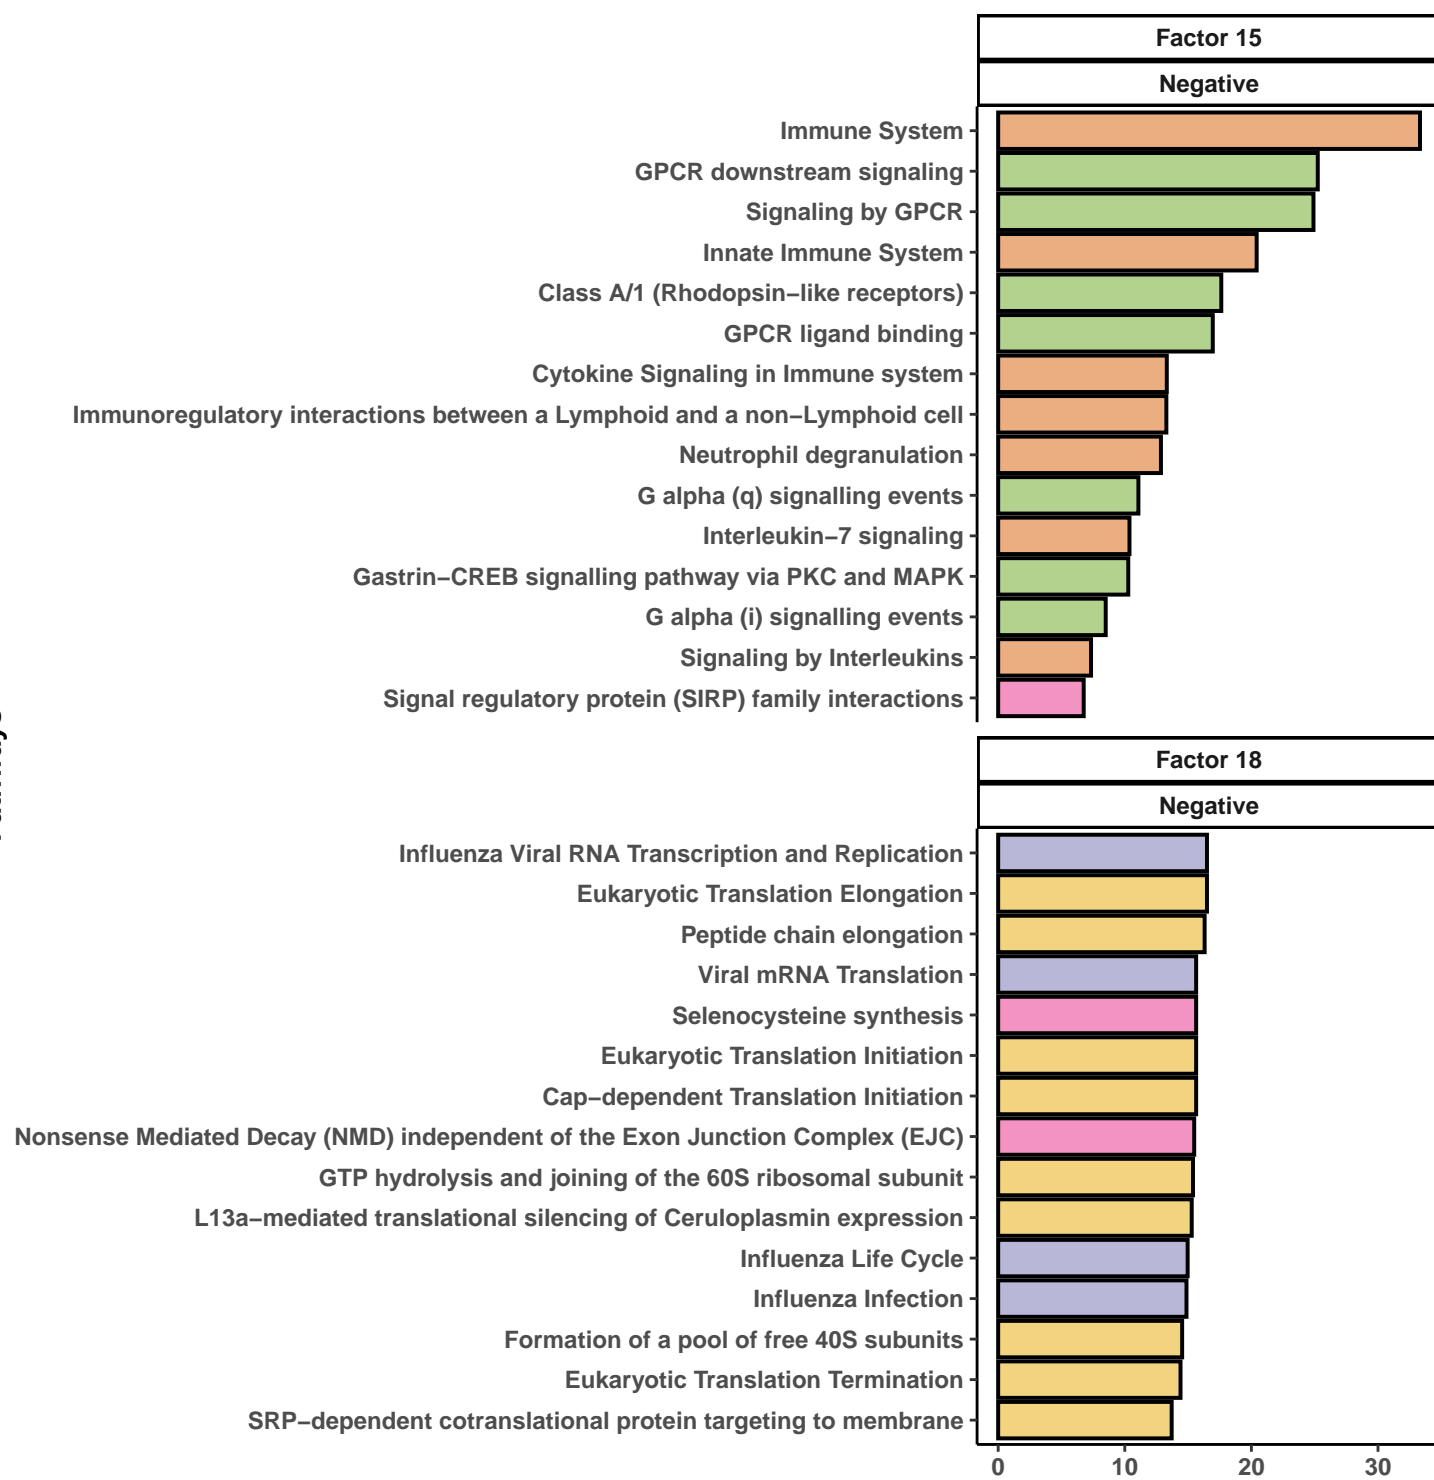 Factor 15
Negative
Immune System
GPCR downstream signaling
Signaling by GPCR
Innate Immune System
Class A/1 (Rhodopsin−like receptors)
GPCR ligand binding
Cytokine Signaling in Immune system
Immunoregulatory interactions between a Lymphoid and a non−Lymphoid cell
Neutrophil degranulation
G alpha (q) signalling events
Interleukin−7 signaling
Gastrin−CREB signalling pathway via PKC and MAPK
G alpha (i) signalling events
Signaling by Interleukins
Signal regulatory protein (SIRP) family interactions
Factor 18
Negative
Influenza Viral RNA Transcription and Replication
Eukaryotic Translation Elongation
Peptide chain elongation
Viral mRNA Translation
Selenocysteine synthesis
Eukaryotic Translation Initiation
Cap−dependent Translation Initiation
Nonsense Mediated Decay (NMD) independent of the Exon Junction Complex (EJC)
GTP hydrolysis and joining of the 60S ribosomal subunit
L13a−mediated translational silencing of Ceruloplasmin expression
Influenza Life Cycle
Influenza Infection
Formation of a pool of free 40S subunits
Eukaryotic Translation Termination
SRP−dependent cotranslational protein targeting to membrane
0 10 20 30